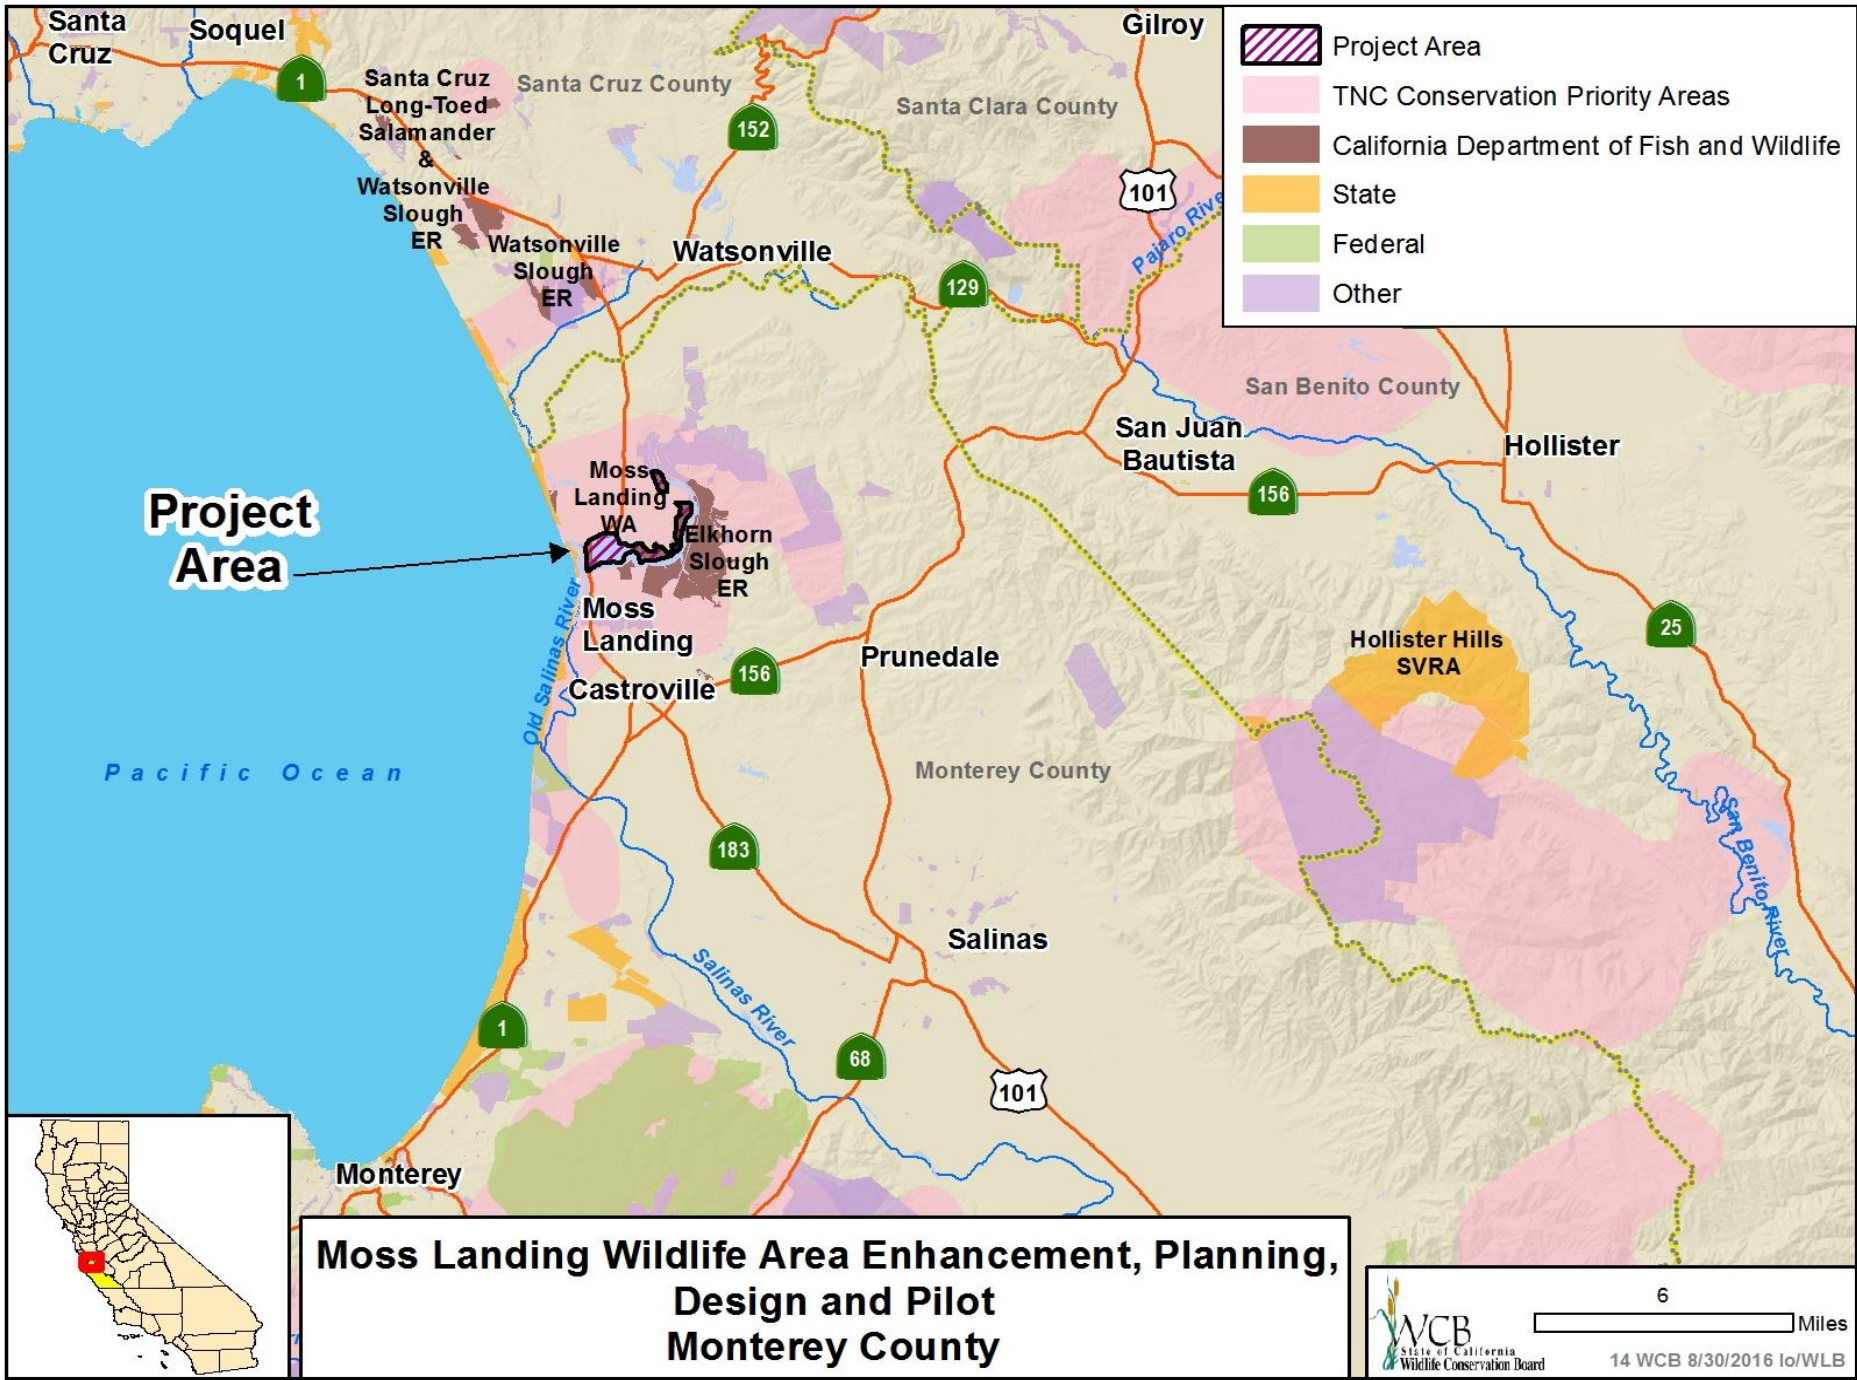 Santa
Cruz
Soquel
Gilroy
1
Santa Cruz
Long-Toed
Salamander
&
Watsonville
Slough
ER
Santa Cruz County
152
Santa Clara County
101
Project Area
TNC Conservation Priority Areas
California Department of Fish and Wildlife
State
Federal
Other
Watsonville
Slough
ER
Watsonville
129
San Benito County
San Juan
Bautista
156
Hollister
Project
Area
Moss
Landing
WA
Elkhorn
Slough
ER
Old Salinas River
Moss
Landing
Castroville
156
Prunedale
Hollister Hills
SVRA
25
Pacific Ocean
Monterey County
183
San Benito River
Salinas
Salinas River
1
68
101
Monterey
Moss Landing Wildlife Area Enhancement, Planning,
Design and Pilot
Monterey County
WCB
State of California
Wildlife Conservation Board
6
Miles
14 WCB 8/30/2016 lo/WLB